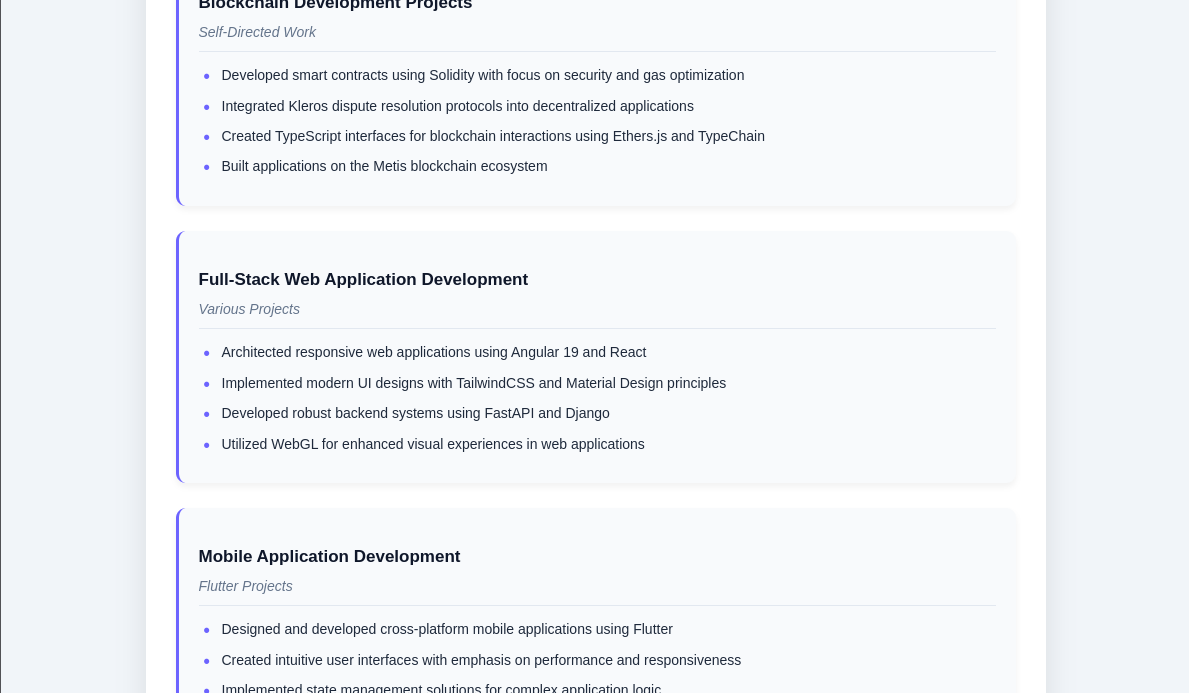 Blockchain Development Projects
Self-Directed Work
Developed smart contracts using Solidity with focus on security and gas optimization
Integrated Kleros dispute resolution protocols into decentralized applications
Created TypeScript interfaces for blockchain interactions using Ethers.js and TypeChain
Built applications on the Metis blockchain ecosystem
Full-Stack Web Application Development
Various Projects
Architected responsive web applications using Angular 19 and React
Implemented modern UI designs with TailwindCSS and Material Design principles
Developed robust backend systems using FastAPI and Django
Utilized WebGL for enhanced visual experiences in web applications
Mobile Application Development
Flutter Projects
Designed and developed cross-platform mobile applications using Flutter
Created intuitive user interfaces with emphasis on performance and responsiveness
Implemented state management solutions for complex application logic